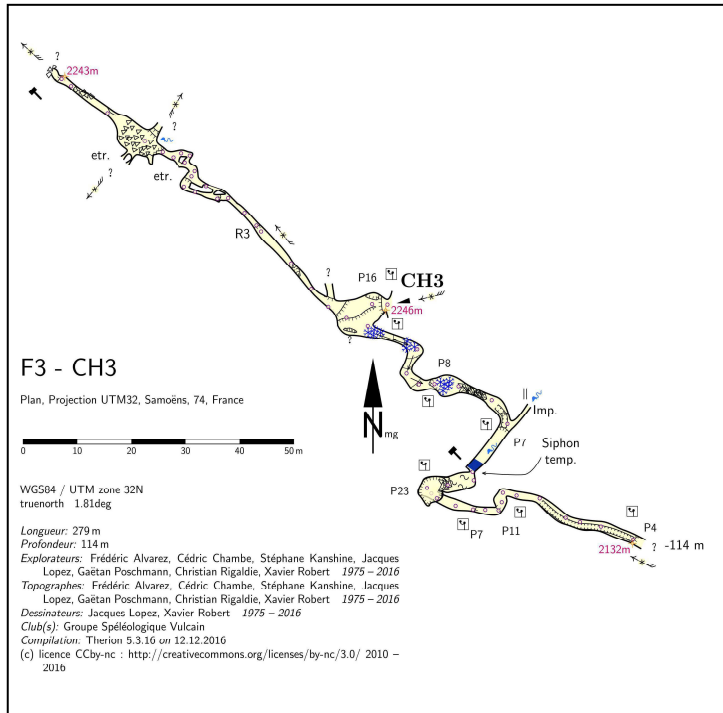 ?
2243m
?
etr.
etr.
?
R3
?
P16
CH3
2246m
?
F3 - CH3
P8
Plan, Projection UTM32, Samoëns, 74, France
N mg
Imp.
P7
Siphon
temp.
0 10 20 30 40 50 m
P23
WGS84 / UTM zone 32N
truenorth 1.81deg
P7
P11
P4
? -114 m
2132m
Longueur: 279 m
Profondeur: 114 m
Explorateurs: Frédéric Alvarez, Cédric Chambe, Stéphane Kanshine, Jacques
Lopez, Gaëtan Poschmann, Christian Rigaldie, Xavier Robert 1975 – 2016
Topographes: Frédéric Alvarez, Cédric Chambe, Stéphane Kanshine, Jacques
Lopez, Gaëtan Poschmann, Christian Rigaldie, Xavier Robert 1975 – 2016
Dessinateurs: Jacques Lopez, Xavier Robert 1975 – 2016
Club(s): Groupe Spéléologique Vulcain
Compilation: Therion 5.3.16 on 12.12.2016
(c) licence CCby-nc : http://creativecommons.org/licenses/by-nc/3.0/ 2010 –
2016